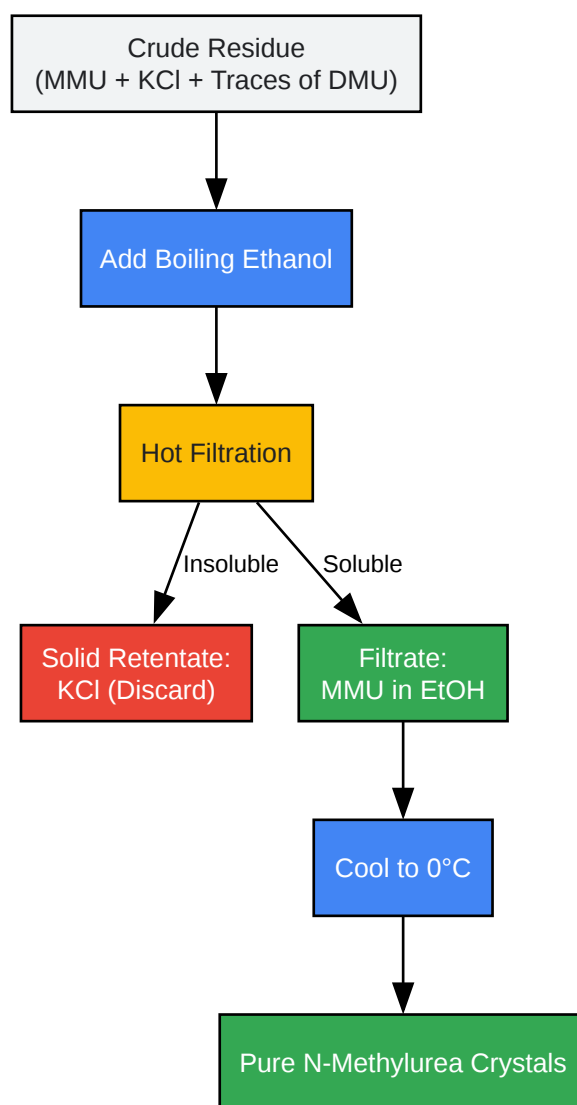 Crude Residue
(MMU + KCl + Traces of DMU)
Add Boiling Ethanol
Hot Filtration
Insoluble
Soluble
Solid Retentate:
KCl (Discard)
Filtrate:
MMU in EtOH
Cool to 0°C
Pure N-Methylurea Crystals